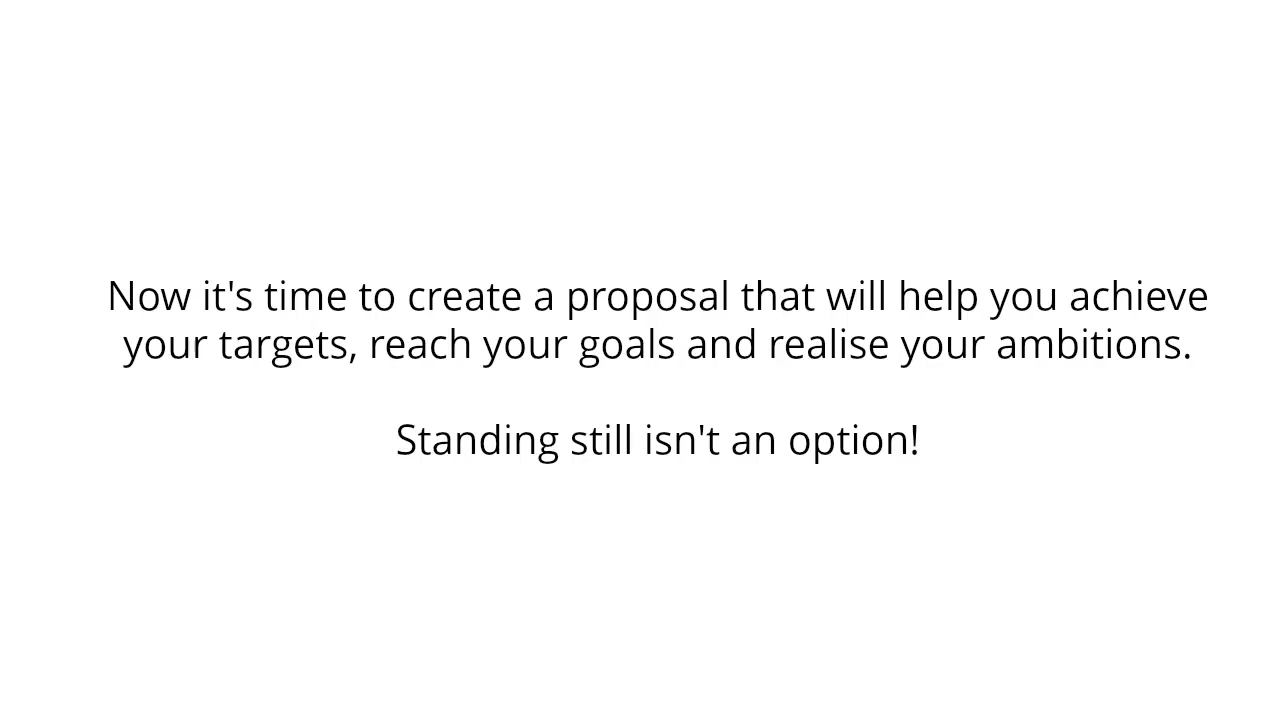 Now it's time to create a proposal that will help you achieve
your targets, reach your goals and realise your ambitions.
Standing still isn't an option!